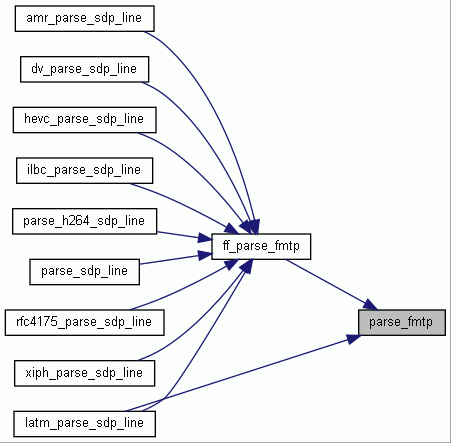 amr_parse_sdp_line
dv_parse_sdp_line
hevc_parse_sdp_line
ilbc_parse_sdp_line
parse_h264_sdp_line
ff_parse_fmtp
parse_sdp_line
rfc4175_parse_sdp_line
parse_fmtp
xiph_parse_sdp_line
latm_parse_sdp_line